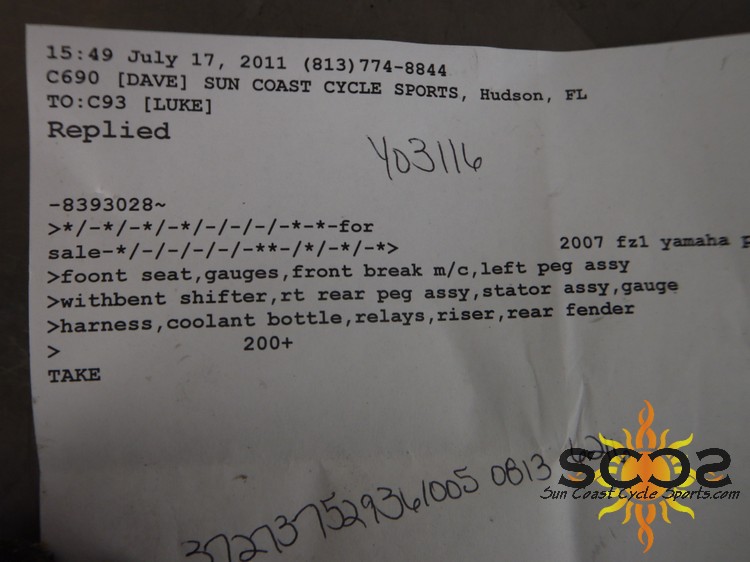 15:49 July 17, 2011 (813)774-8844
C690 [DAVE] SUN COAST CYCLE SPORTS, Hudson, FL
TO:C93 [LUKE]
Replied
Y03116
-8393028~
>*/-*/-*/-*/-/-/-/-*-*-for
sale-*/-/-/-/-/-**-/*/-*/-*> 2007 fz1 yamaha
>foont seat,gauges,front break m/c,left peg assy
>withbent shifter,rt rear peg assy,stator assy,gauge
>harness,coolant bottle,relays,riser,rear fender
> 200+
TAKE
372737529361005 0813
SCCS
Sun Coast Cycle Sports.com